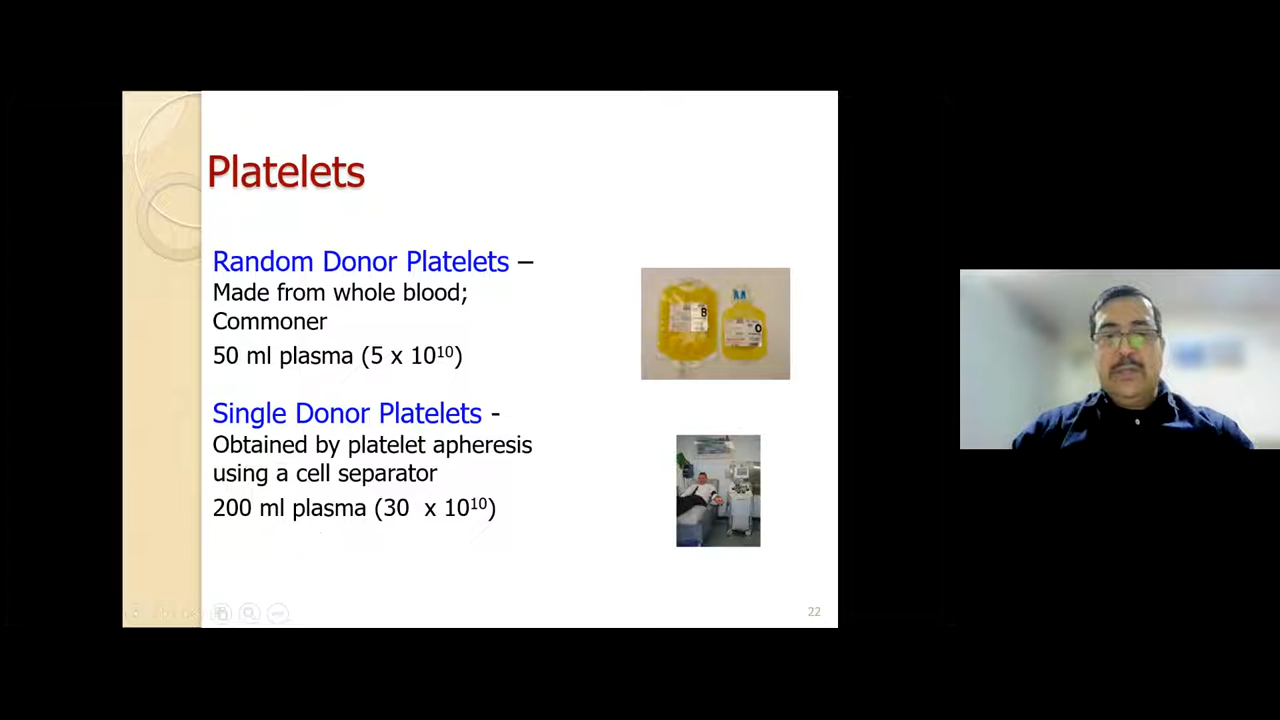 Platelets
Random Donor Platelets –
Made from whole blood;
Commoner
50 ml plasma (5 x 10¹⁰)
B
O
Single Donor Platelets -
Obtained by platelet apheresis
using a cell separator
200 ml plasma (30 x 10¹⁰)
22